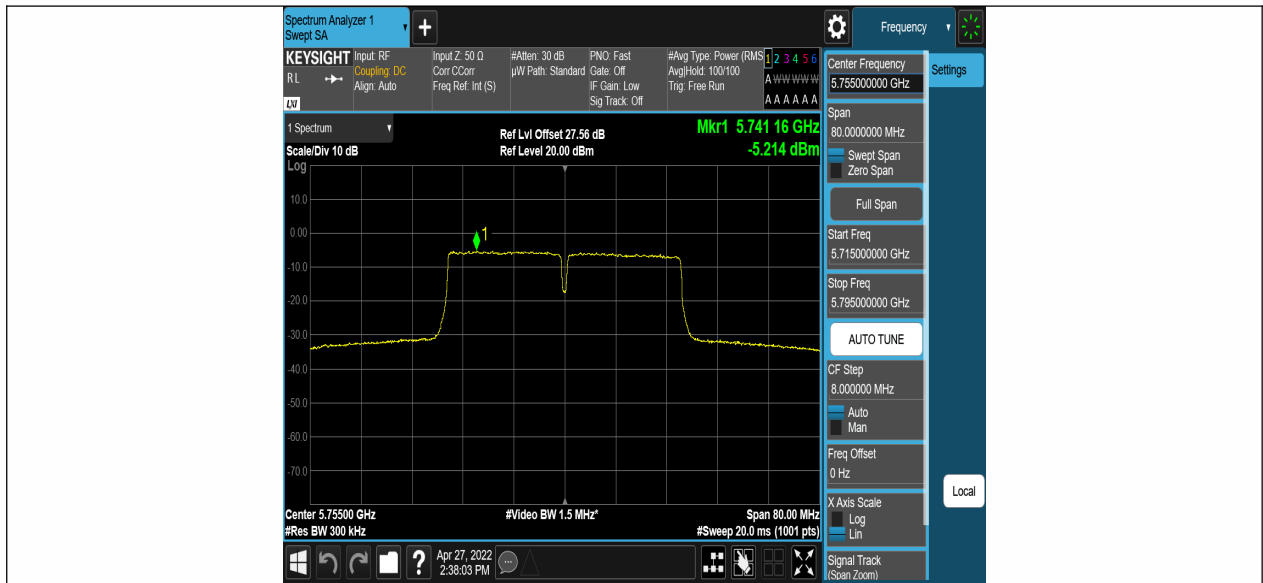 Spectrum Analyzer 1
Swept SA
+
Frequency
KEYSIGHT
RL
LXI
Input: RF
Coupling: DC
Align: Auto
Input Z: 50 Ω
Corr CCorr
Freq Ref: Int (S)
#Atten: 30 dB
µW Path: Standard
PNO: Fast
Gate: Off
IF Gain: Low
Sig Track: Off
#Avg Type: Power (RMS
Avg|Hold: 100/100
Trig: Free Run
1 2 3 4 5 6
A W W W W W
A A A A A A
1 Spectrum
Scale/Div 10 dB
Log
Ref Lvl Offset 27.56 dB
Ref Level 20.00 dBm
Mkr1 5.741 16 GHz
-5.214 dBm
10.0
0.00
-10.0
-20.0
-30.0
-40.0
-50.0
-60.0
-70.0
1
Center 5.75500 GHz
#Res BW 300 kHz
#Video BW 1.5 MHz*
Span 80.00 MHz
#Sweep 20.0 ms (1001 pts)
?
Apr 27, 2022
2:38:03 PM
Center Frequency
5.755000000 GHz
Span
80.0000000 MHz
Swept Span
Zero Span
Full Span
Start Freq
5.715000000 GHz
Stop Freq
5.795000000 GHz
AUTO TUNE
CF Step
8.000000 MHz
Auto
Man
Freq Offset
0 Hz
X Axis Scale
Log
Lin
Signal Track
(Span Zoom)
Settings
Local